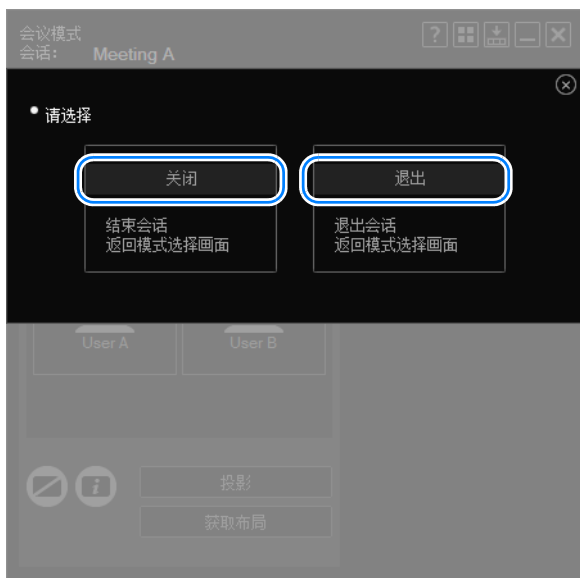 会议模式
会话： Meeting A
请选择
关闭
退出
结束会话
返回模式选择画面
退出会话
返回模式选择画面
User A
User B
投影
获取布局